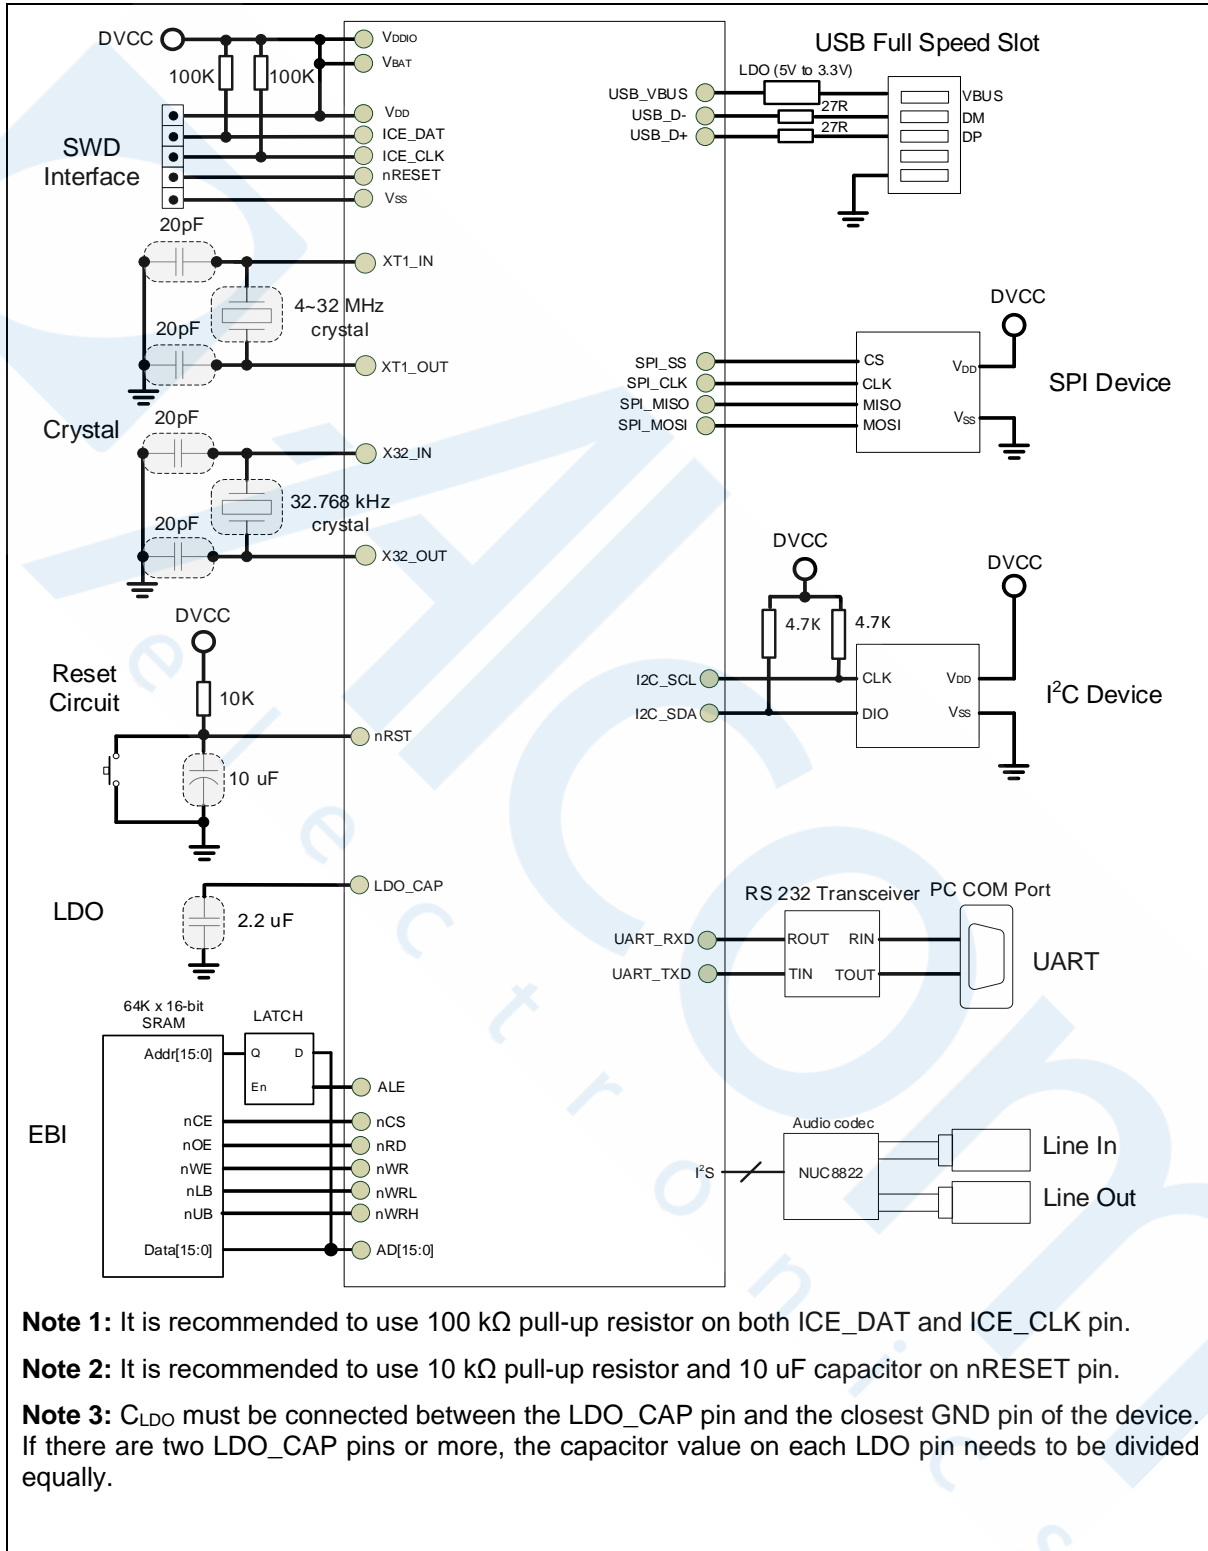 DVCC
VDDIO
VBAT
100K
100K
VDD
ICE_DAT
ICE_CLK
nRESET
VSS
SWD
Interface
USB Full Speed Slot
LDO (5V to 3.3V)
USB_VBUS
USB_D-
USB_D+
27R
27R
VBUS
DM
DP
20pF
XT1_IN
4~32 MHz
crystal
20pF
XT1_OUT
Crystal
20pF
X32_IN
32.768 kHz
crystal
20pF
X32_OUT
DVCC
SPI_SS
SPI_CLK
SPI_MISO
SPI_MOSI
CS
CLK
MISO
MOSI
VDD
VSS
SPI Device
DVCC
Reset
Circuit
10K
nRST
10 uF
DVCC
DVCC
4.7K
4.7K
I2C_SCL
I2C_SDA
CLK
DIO
VDD
VSS
I2C Device
LDO
LDO_CAP
2.2 uF
RS 232 Transceiver
PC COM Port
UART_RXD
UART_TXD
ROUT
RIN
TIN
TOUT
UART
64K x 16-bit
SRAM
LATCH
Addr[15:0]
Q
D
En
ALE
EBI
nCE
nCS
nOE
nRD
nWE
nWR
nLB
nWRL
nUB
nWRH
Data[15:0]
AD[15:0]
Audio codec
I2S
NUC8822
Line In
Line Out
Note 1: It is recommended to use 100 kΩ pull-up resistor on both ICE_DAT and ICE_CLK pin.
Note 2: It is recommended to use 10 kΩ pull-up resistor and 10 uF capacitor on nRESET pin.
Note 3: CLDO must be connected between the LDO_CAP pin and the closest GND pin of the device.
If there are two LDO_CAP pins or more, the capacitor value on each LDO pin needs to be divided
equally.
AlCom
electronics